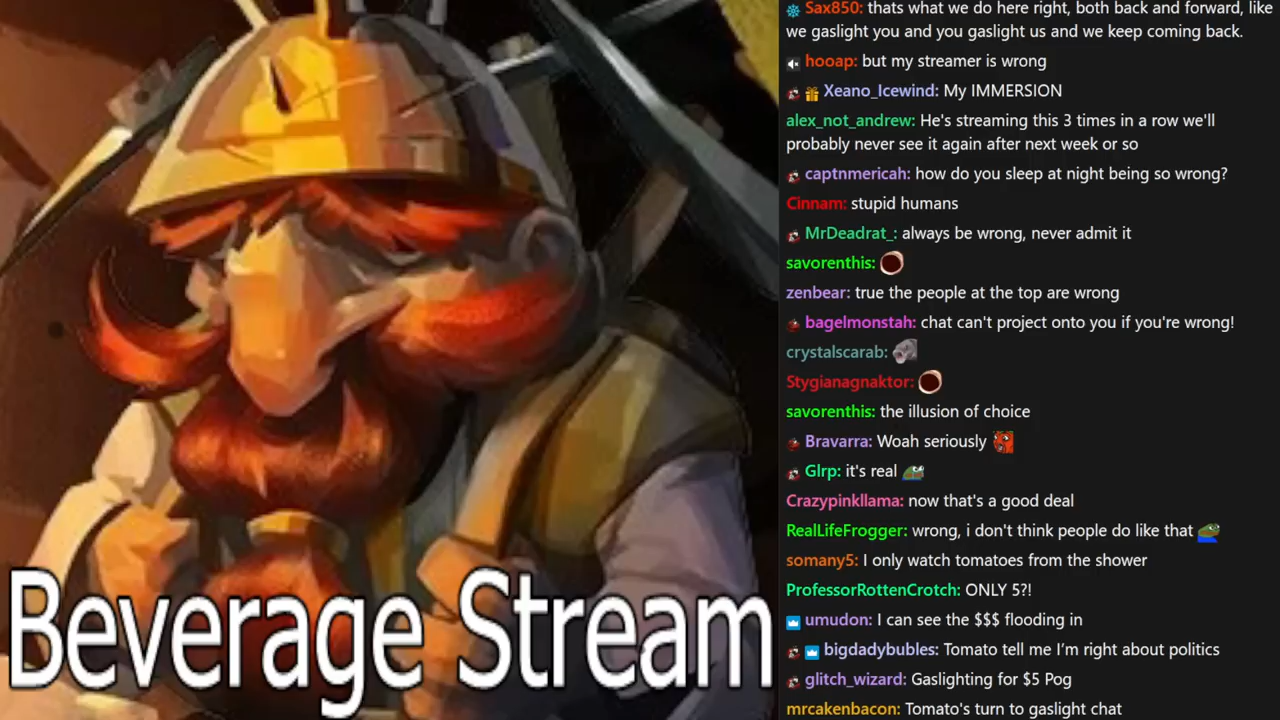 Sax850: thats what we do here right, both back and forward, like
we gaslight you and you gaslight us and we keep coming back.
hooap: but my streamer is wrong
Xeano_Icewind: My IMMERSION
alex_not_andrew: He's streaming this 3 times in a row we'll
probably never see it again after next week or so
captnmericah: how do you sleep at night being so wrong?
Cinnam: stupid humans
MrDeadrat_: always be wrong, never admit it
savorenthis:
zenbear: true the people at the top are wrong
bagelmonstah: chat can't project onto you if you're wrong!
crystalscarab:
Stygianagnaktor:
savorenthis: the illusion of choice
Bravarra: Woah seriously
Glrp: it's real
Crazypinkllama: now that's a good deal
RealLifeFrogger: wrong, i don't think people do like that
somany5: I only watch tomatoes from the shower
ProfessorRottenCrotch: ONLY 5?!
umudon: I can see the $$$ flooding in
bigdadybubles: Tomato tell me I'm right about politics
glitch_wizard: Gaslighting for $5 Pog
mrcakenbacon: Tomato's turn to gaslight chat
Beverage Stream